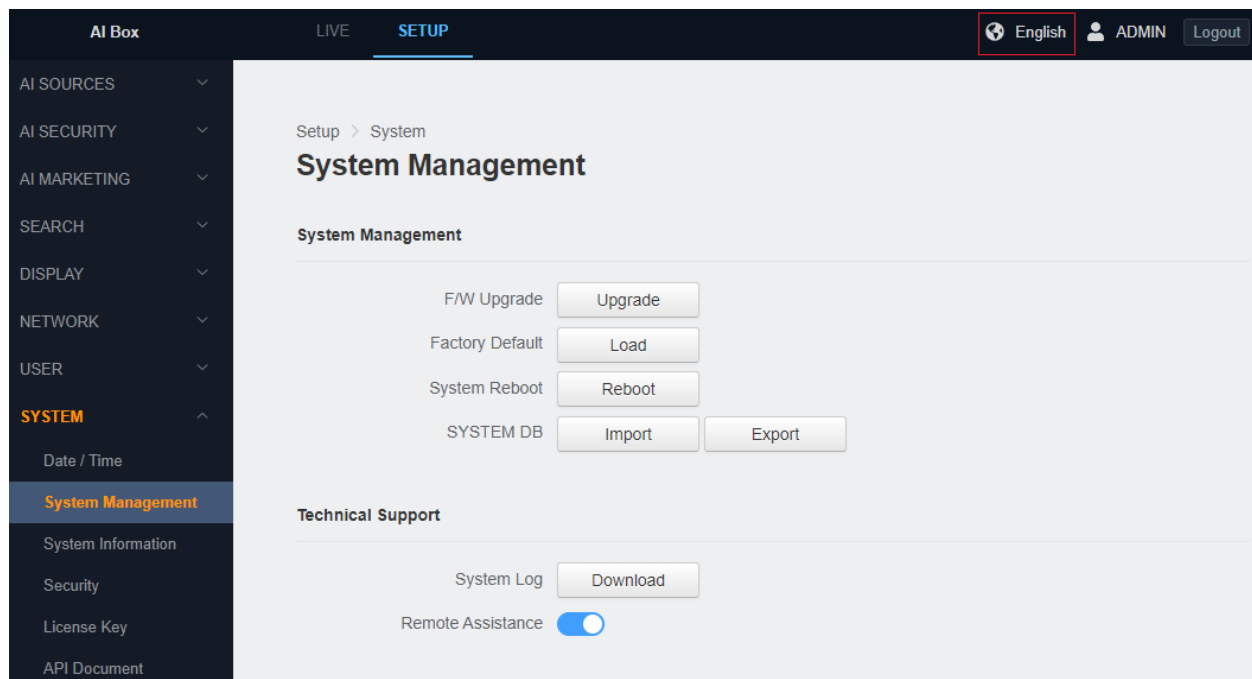 AI Box LIVE SETUP English ADMIN Logout
AI SOURCES
AI SECURITY
AI MARKETING
SEARCH
DISPLAY
NETWORK
USER
SYSTEM
Date / Time
System Management
System Information
Security
License Key
API Document
Setup > System
System Management
System Management
F/W Upgrade Upgrade
Factory Default Load
System Reboot Reboot
SYSTEM DB Import Export
Technical Support
System Log Download
Remote Assistance